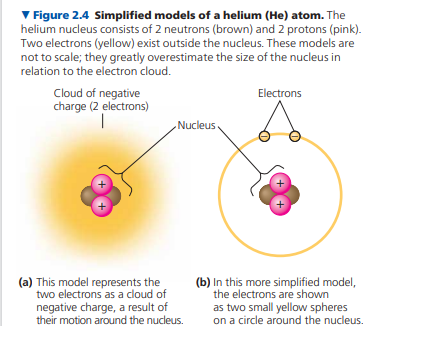 ▼ Figure 2.4 Simplified models of a helium (He) atom. The
helium nucleus consists of 2 neutrons (brown) and 2 protons (pink).
Two electrons (yellow) exist outside the nucleus. These models are
not to scale; they greatly overestimate the size of the nucleus in
relation to the electron cloud.
Cloud of negative
charge (2 electrons)
Electrons
Nucleus
+
+
−
−
+
+
(a) This model represents the
two electrons as a cloud of
negative charge, a result of
their motion around the nucleus.
(b) In this more simplified model,
the electrons are shown
as two small yellow spheres
on a circle around the nucleus.